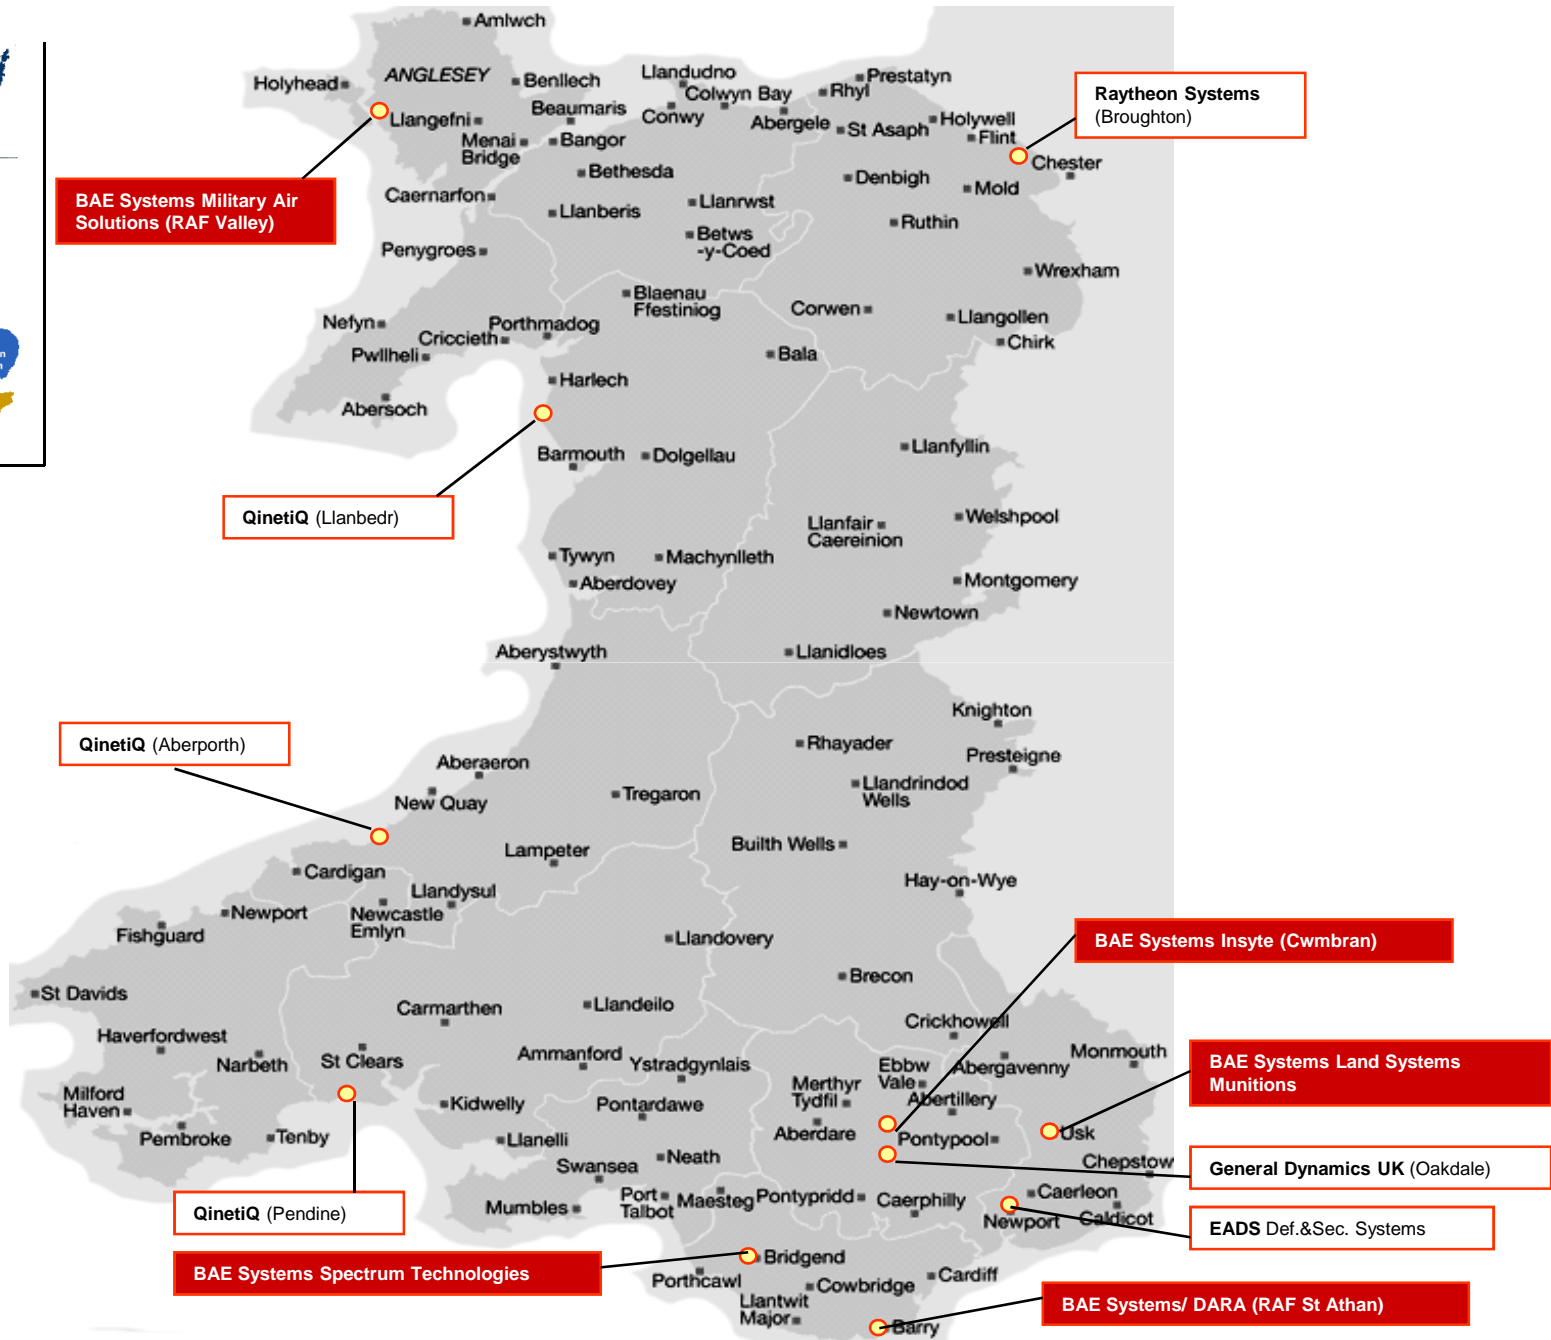 Amlwch
ANGLESEY
Holyhead
Benllech
Llandudno
Prestatyn
Colwyn Bay
Rhyl
Beaumaris
Conwy
Abergele
Llangefni
St Asaph
Holywell
Flint
Menai
Bridge
Bangor
Chester
Raytheon Systems
(Broughton)
Bethesda
Denbigh
Mold
BAE Systems Military Air
Solutions (RAF Valley)
Caernarfon
Llanberis
Llanrwst
Ruthin
Penygroes
Betws
-y-Coed
Wrexham
Blaenau
Ffestiniog
Corwen
Llangollen
Nefyn
Porthmadog
Criccieth
Chirk
Pwllheli
Bala
Harlech
Abersoch
Barmouth
Dolgellau
Llanfyllin
QinetiQ (Llanbedr)
Llanfair
Caereinion
Welshpool
Tywyn
Machynlleth
Aberdovey
Montgomery
Newtown
Aberystwyth
Llanidloes
Knighton
QinetiQ (Aberporth)
Rhayader
Presteigne
Aberaeron
New Quay
Tregaron
Llandrindod
Wells
Lampeter
Builth Wells
Cardigan
Llandysul
Hay-on-Wye
Newport
Newcastle
Emlyn
Fishguard
Llandovery
BAE Systems Insyte (Cwmbran)
Brecon
St Davids
Carmarthen
Llandeilo
Crickhowell
Haverfordwest
Narbeth
St Clears
Ammanford
Ystradgynlais
Ebbw
Vale
Abergavenny
Monmouth
BAE Systems Land Systems
Munitions
Milford
Haven
Kidwelly
Pontardawe
Merthyr
Tydfil
Abertillery
Pembroke
Tenby
Llanelli
Aberdare
Pontypool
Usk
Swansea
Neath
Chepstow
General Dynamics UK (Oakdale)
Mumbles
Port
Talbot
Maesteg
Pontypridd
Caerphilly
Caerleon
Newport
Caldicot
QinetiQ (Pendine)
EADS Def.&Sec. Systems
BAE Systems Spectrum Technologies
Bridgend
Porthcawl
Cowbridge
Cardiff
Llantwit
Major
Barry
BAE Systems/ DARA (RAF St Athan)